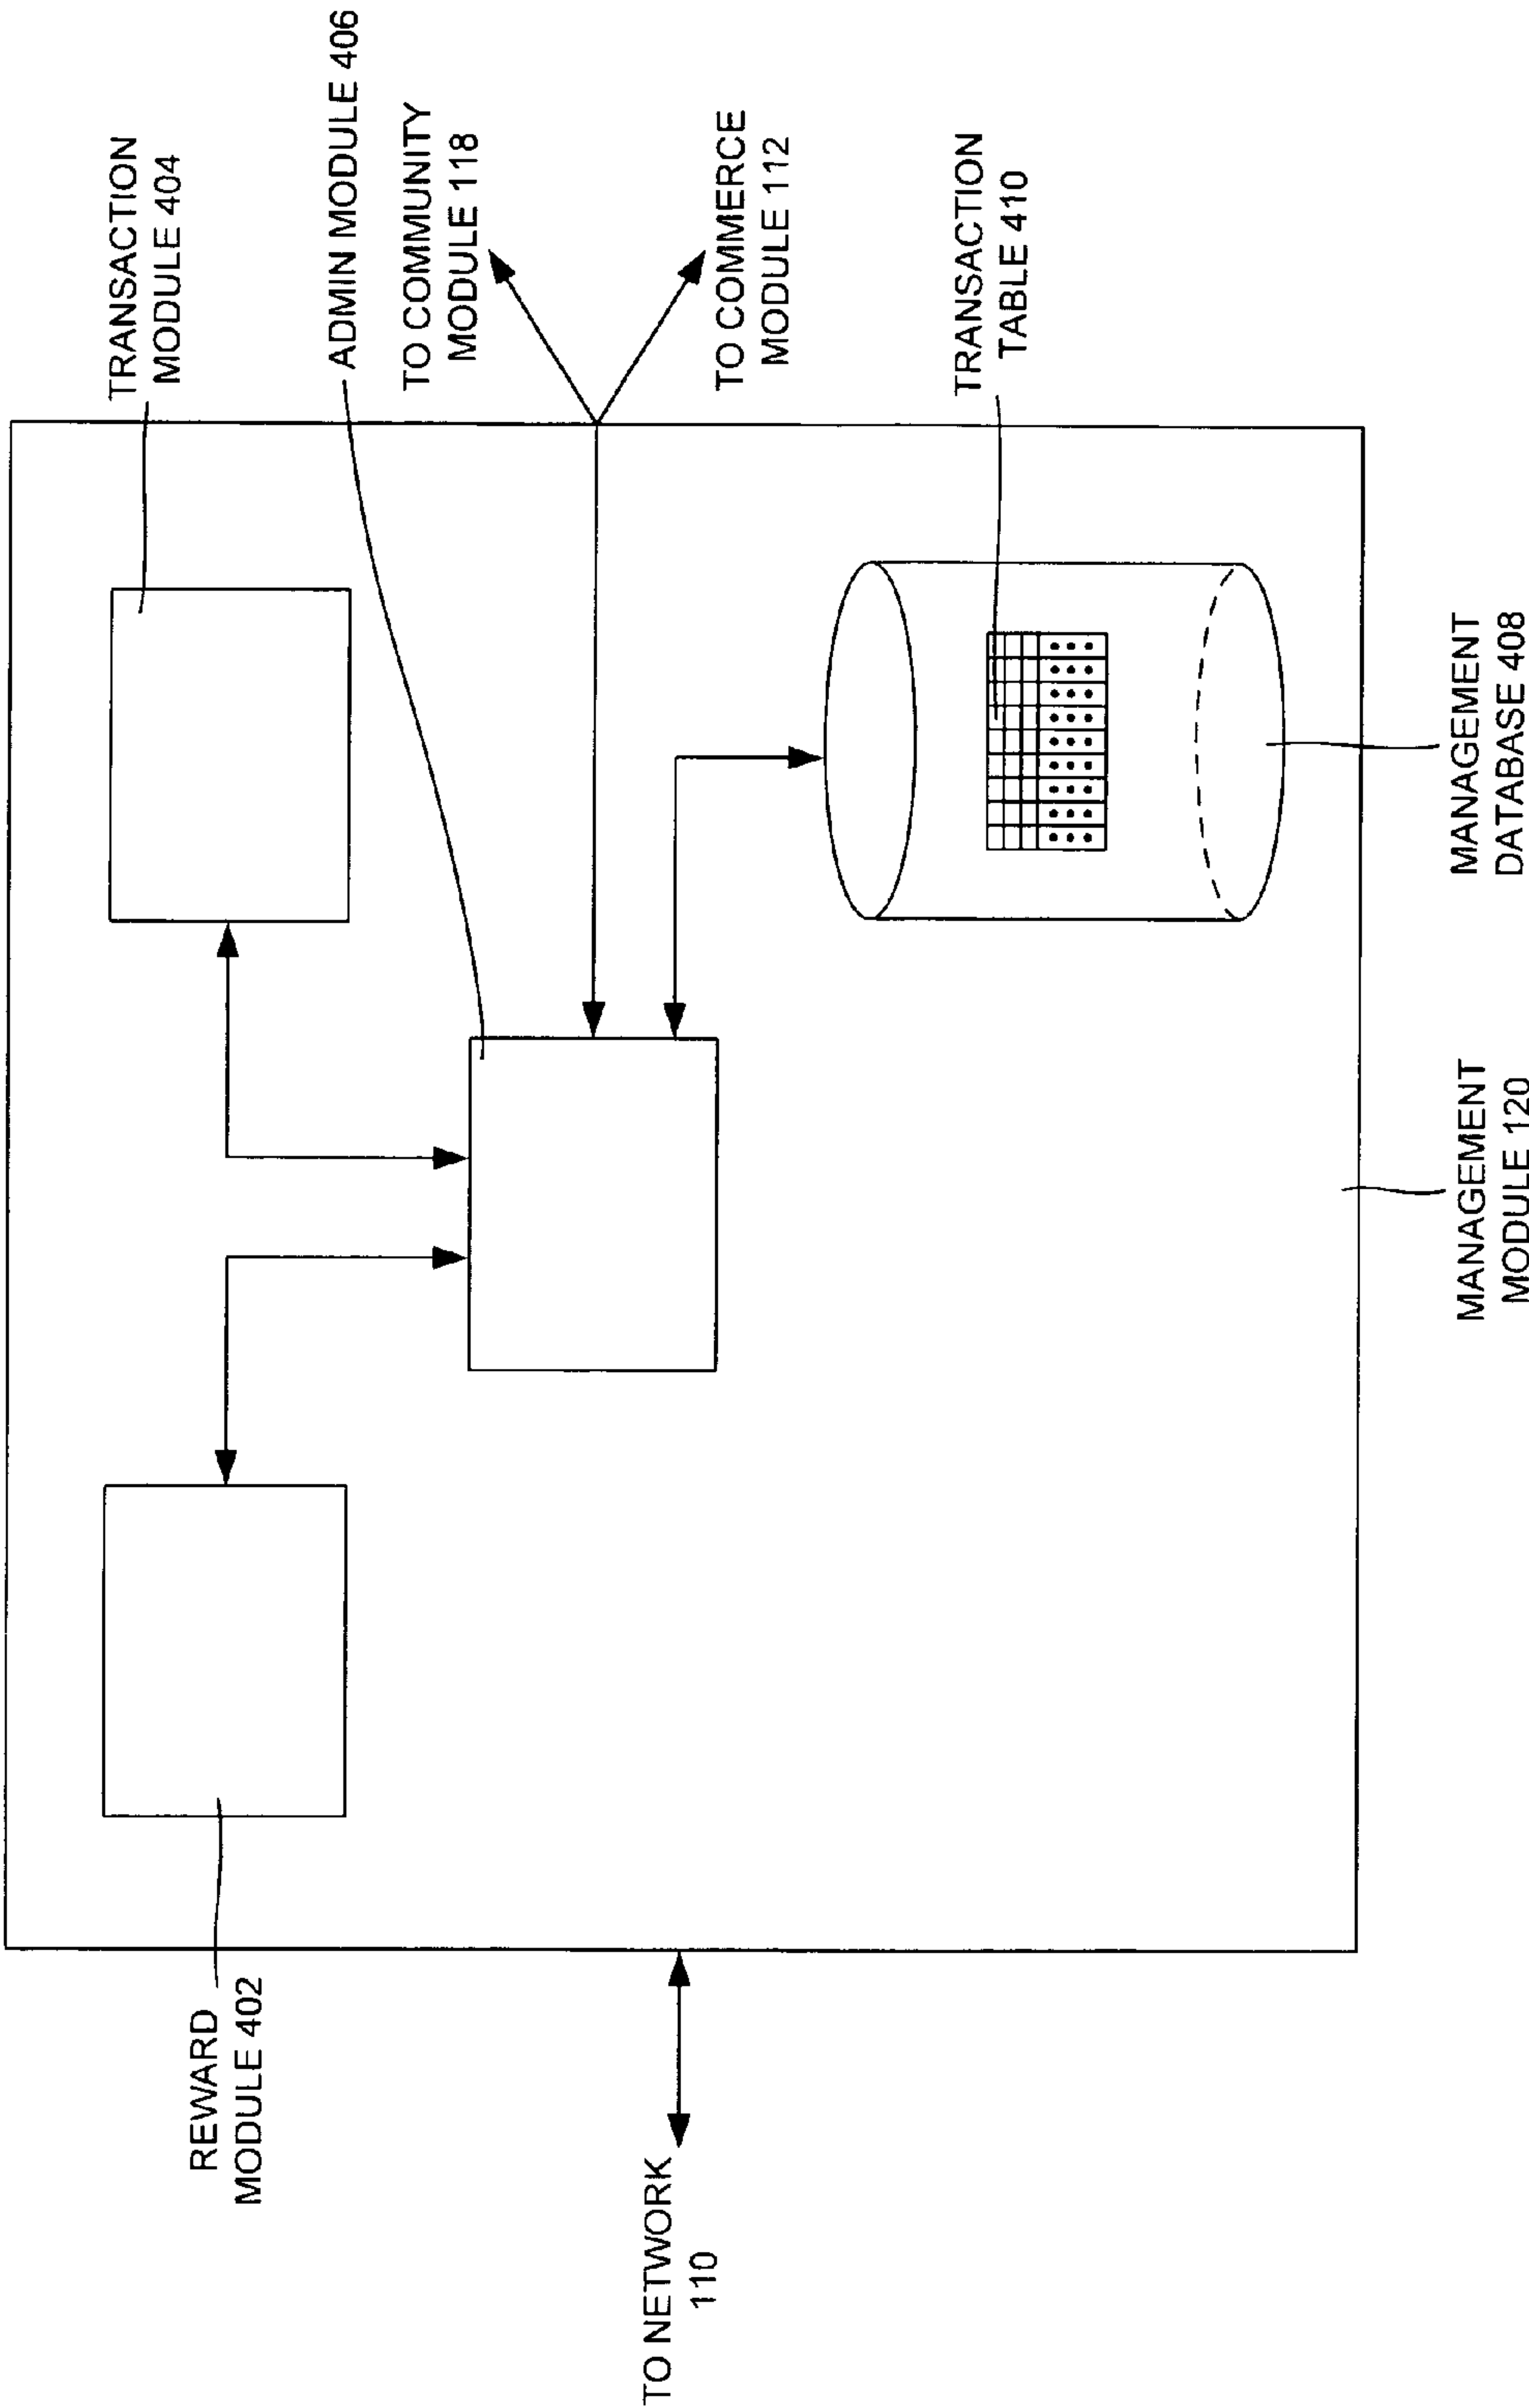 TRANSACTION
MODULE 404
ADMIN MODULE 406
TO COMMUNITY
MODULE 118
TO COMMERCE
MODULE 112
TRANSACTION
TABLE 410
REWARD
MODULE 402
TO NETWORK
110
MANAGEMENT
MODULE 120
MANAGEMENT
DATABASE 408